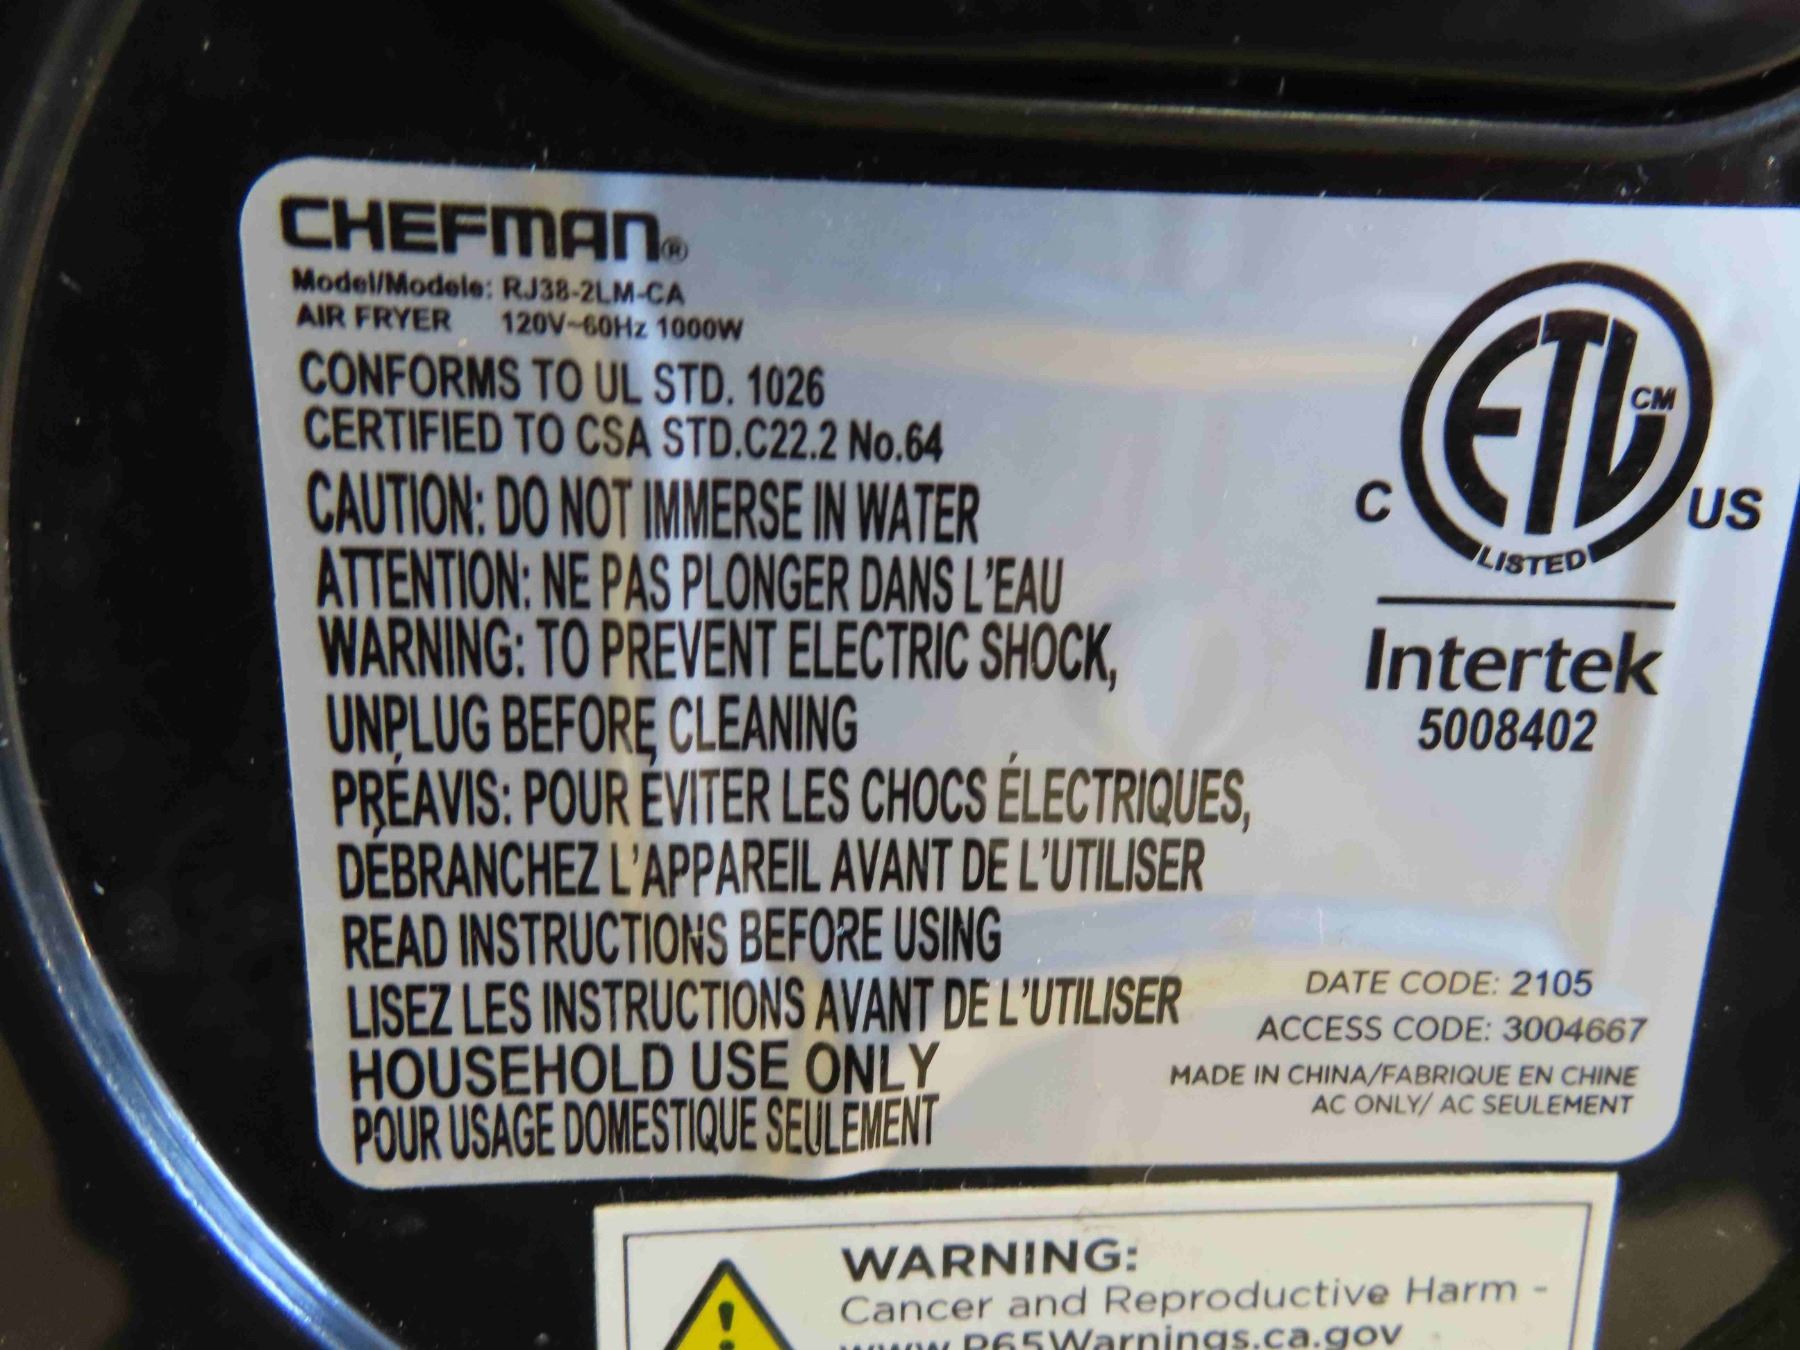 CHEFMAN®
Model/Modele: RJ38-2LM-CA
AIR FRYER 120V~60Hz 1000W
CONFORMS TO UL STD. 1026
CERTIFIED TO CSA STD.C22.2 No.64
CAUTION: DO NOT IMMERSE IN WATER
ATTENTION: NE PAS PLONGER DANS L'EAU
WARNING: TO PREVENT ELECTRIC SHOCK,
UNPLUG BEFORE CLEANING
PRÉAVIS: POUR ÉVITER LES CHOCS ÉLECTRIQUES,
DÉBRANCHEZ L'APPAREIL AVANT DE L'UTILISER
READ INSTRUCTIONS BEFORE USING
LISEZ LES INSTRUCTIONS AVANT DE L'UTILISER
HOUSEHOLD USE ONLY
POUR USAGE DOMESTIQUE SEULEMENT
ETL CM
C US
LISTED
Intertek
5008402
DATE CODE: 2105
ACCESS CODE: 3004667
MADE IN CHINA/FABRIQUE EN CHINE
AC ONLY/ AC SEULEMENT
WARNING:
Cancer and Reproductive Harm -
www.P65Warnings.ca.gov